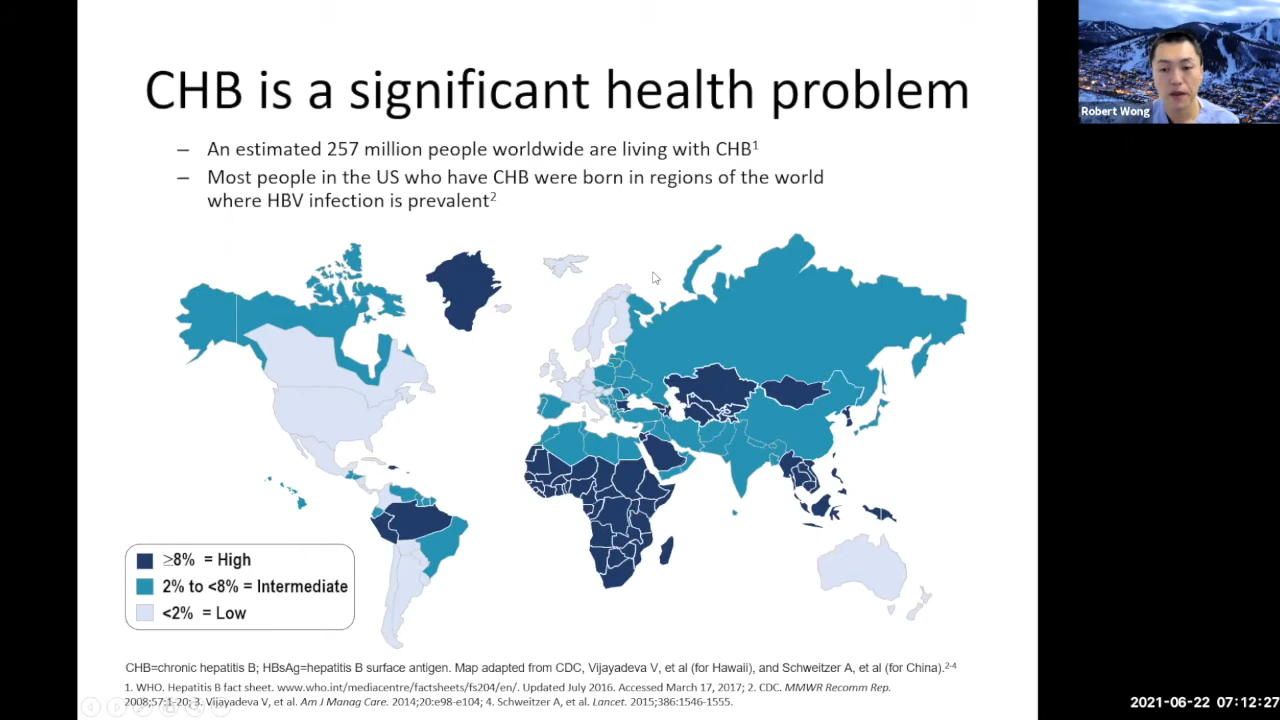 CHB is a significant health problem
– An estimated 257 million people worldwide are living with CHB¹
– Most people in the US who have CHB were born in regions of the world
where HBV infection is prevalent²
Robert Wong
≥8% = High
2% to <8% = Intermediate
<2% = Low
CHB=chronic hepatitis B; HBsAg=hepatitis B surface antigen. Map adapted from CDC, Vijayadeva V, et al (for Hawaii), and Schweitzer A, et al (for China).²⁻⁴
1. WHO. Hepatitis B fact sheet. www.who.int/mediacentre/factsheets/fs204/en/. Updated July 2016. Accessed March 17, 2017; 2. CDC. MMWR Recomm Rep.
2008;57:1-20; 3. Vijayadeva V, et al. Am J Manag Care. 2014;20:e98-e104; 4. Schweitzer A, et al. Lancet. 2015;386:1546-1555.
2021-06-22 07:12:27